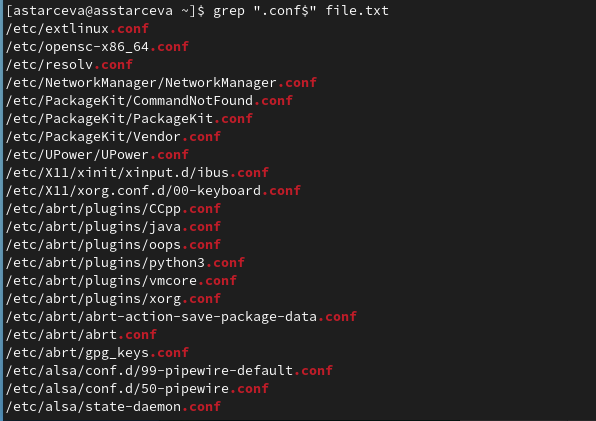 [astarceva@asstarceva ~]$ grep ".conf$" file.txt
/etc/extlinux.conf
/etc/opensc-x86_64.conf
/etc/resolv.conf
/etc/NetworkManager/NetworkManager.conf
/etc/PackageKit/CommandNotFound.conf
/etc/PackageKit/PackageKit.conf
/etc/PackageKit/Vendor.conf
/etc/UPower/UPower.conf
/etc/X11/xinit/xinput.d/ibus.conf
/etc/X11/xorg.conf.d/00-keyboard.conf
/etc/abrt/plugins/CCpp.conf
/etc/abrt/plugins/java.conf
/etc/abrt/plugins/oops.conf
/etc/abrt/plugins/python3.conf
/etc/abrt/plugins/vmcore.conf
/etc/abrt/plugins/xorg.conf
/etc/abrt/abrt-action-save-package-data.conf
/etc/abrt/abrt.conf
/etc/abrt/gpg_keys.conf
/etc/alsa/conf.d/99-pipewire-default.conf
/etc/alsa/conf.d/50-pipewire.conf
/etc/alsa/state-daemon.conf